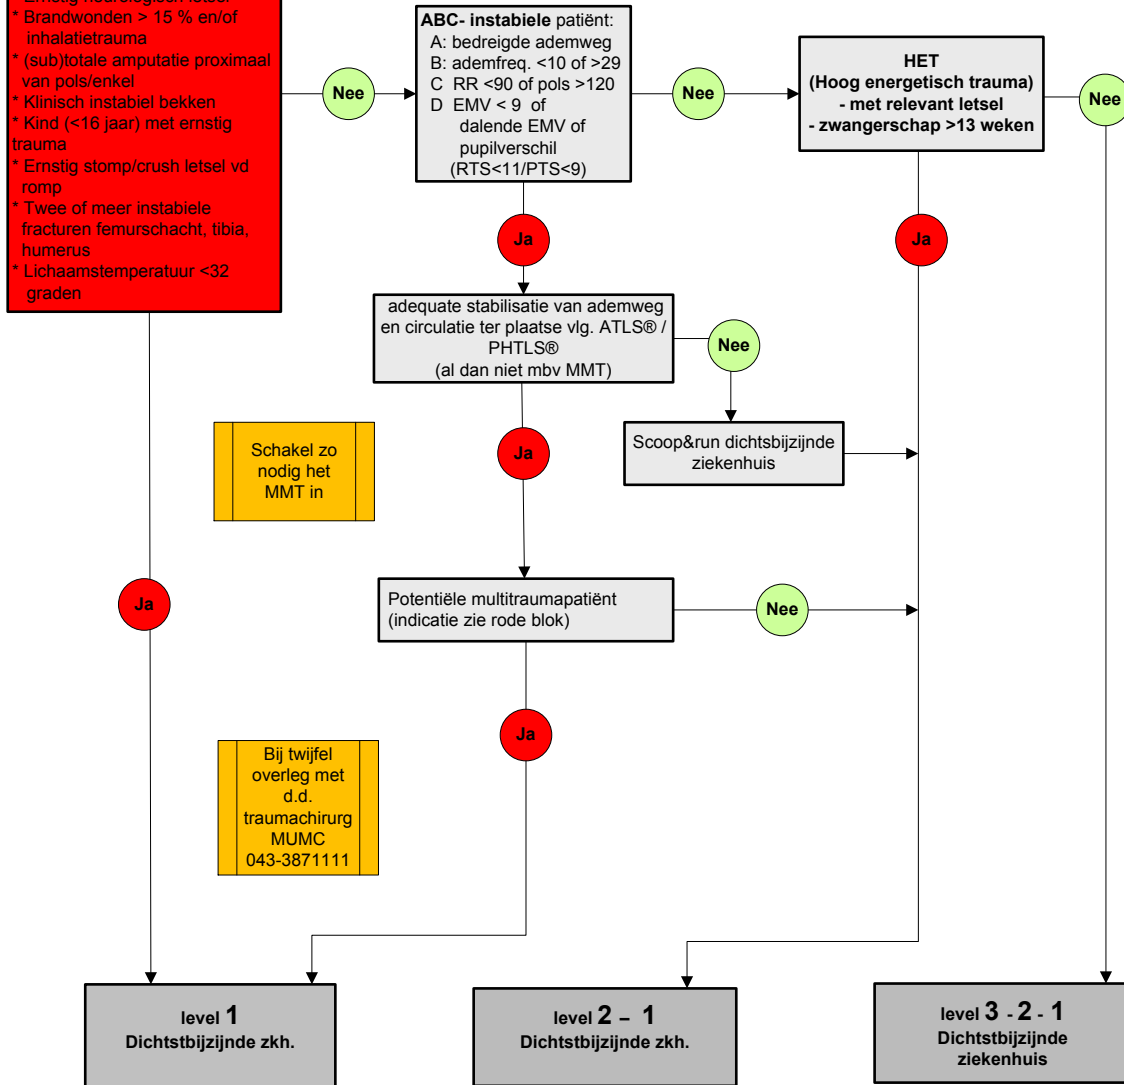 * Brandwonden > 15 % en/of
inhalatietrauma
* (sub)totale amputatie proximaal
van pols/enkel
* Klinisch instabiel bekken
* Kind (<16 jaar) met ernstig
trauma
* Ernstig stomp/crush letsel vd
romp
* Twee of meer instabiele
fracturen femurschacht, tibia,
humerus
* Lichaamstemperatuur <32
graden
Nee
ABC- instabiele patiënt:
A: bedreigde ademweg
B: ademfreq. <10 of >29
C RR <90 of pols >120
D EMV < 9 of
dalende EMV of
pupilverschil
(RTS<11/PTS<9)
Nee
HET
(Hoog energetisch trauma)
- met relevant letsel
- zwangerschap >13 weken
Nee
Ja
Ja
adequate stabilisatie van ademweg
en circulatie ter plaatse vlg. ATLS® /
PHTLS®
(al dan niet mbv MMT)
Nee
Schakel zo
nodig het
MMT in
Ja
Scoop&run dichtsbijzijnde
ziekenhuis
Ja
Potentiële multitraumapatiënt
(indicatie zie rode blok)
Nee
Ja
Bij twijfel
overleg met
d.d.
traumachirurg
MUMC
043-3871111
level 1
Dichtstbijzijnde zkh.
level 2 – 1
Dichtstbijzijnde zkh.
level 3 - 2 - 1
Dichtstbijzijnde
ziekenhuis